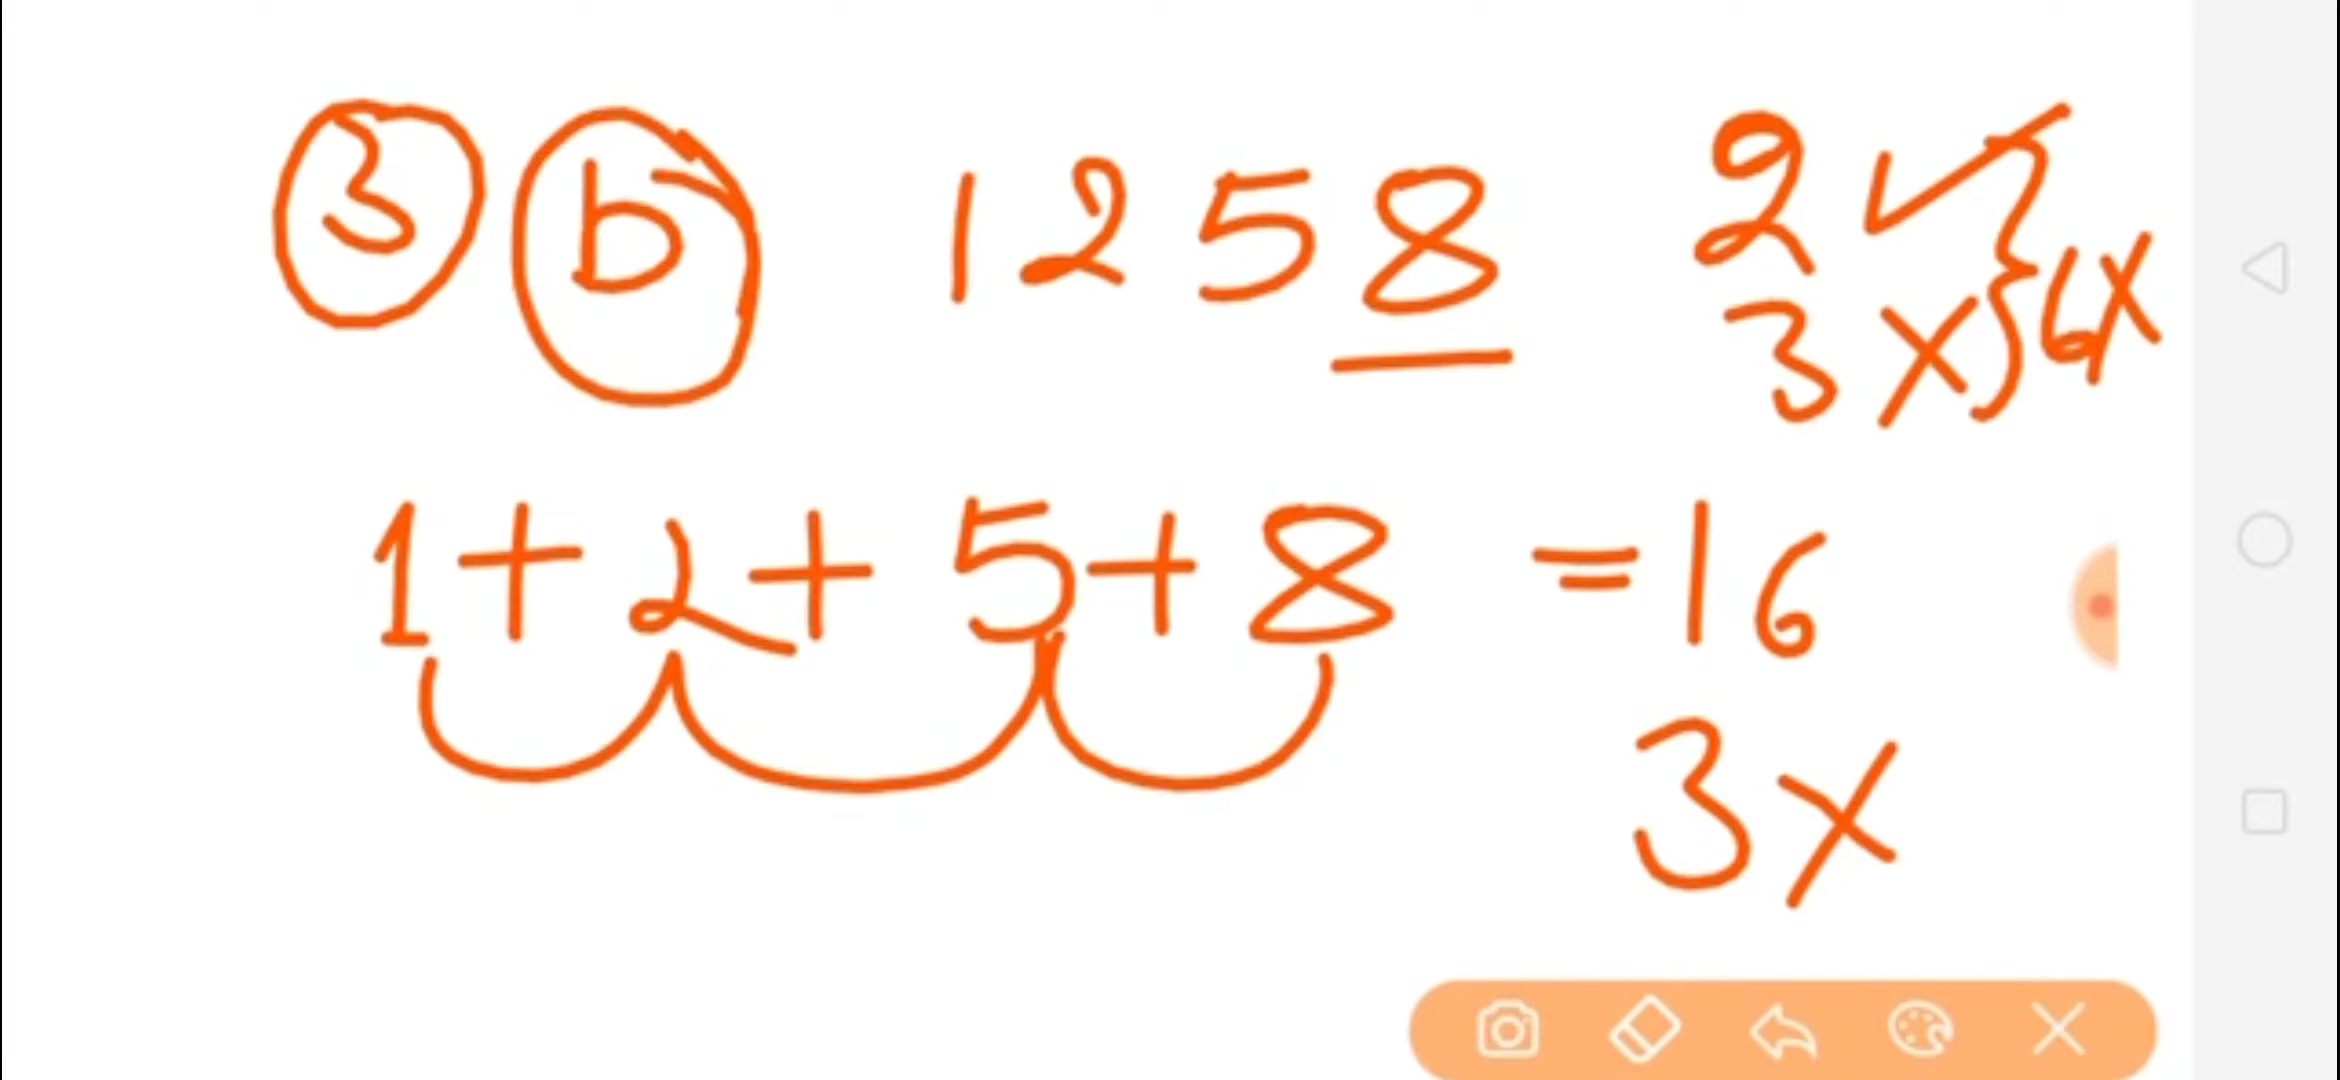 3 b 1258 2 ✓
3 × } 6 ×
1 + 2 + 5 + 8 = 16
3 ×